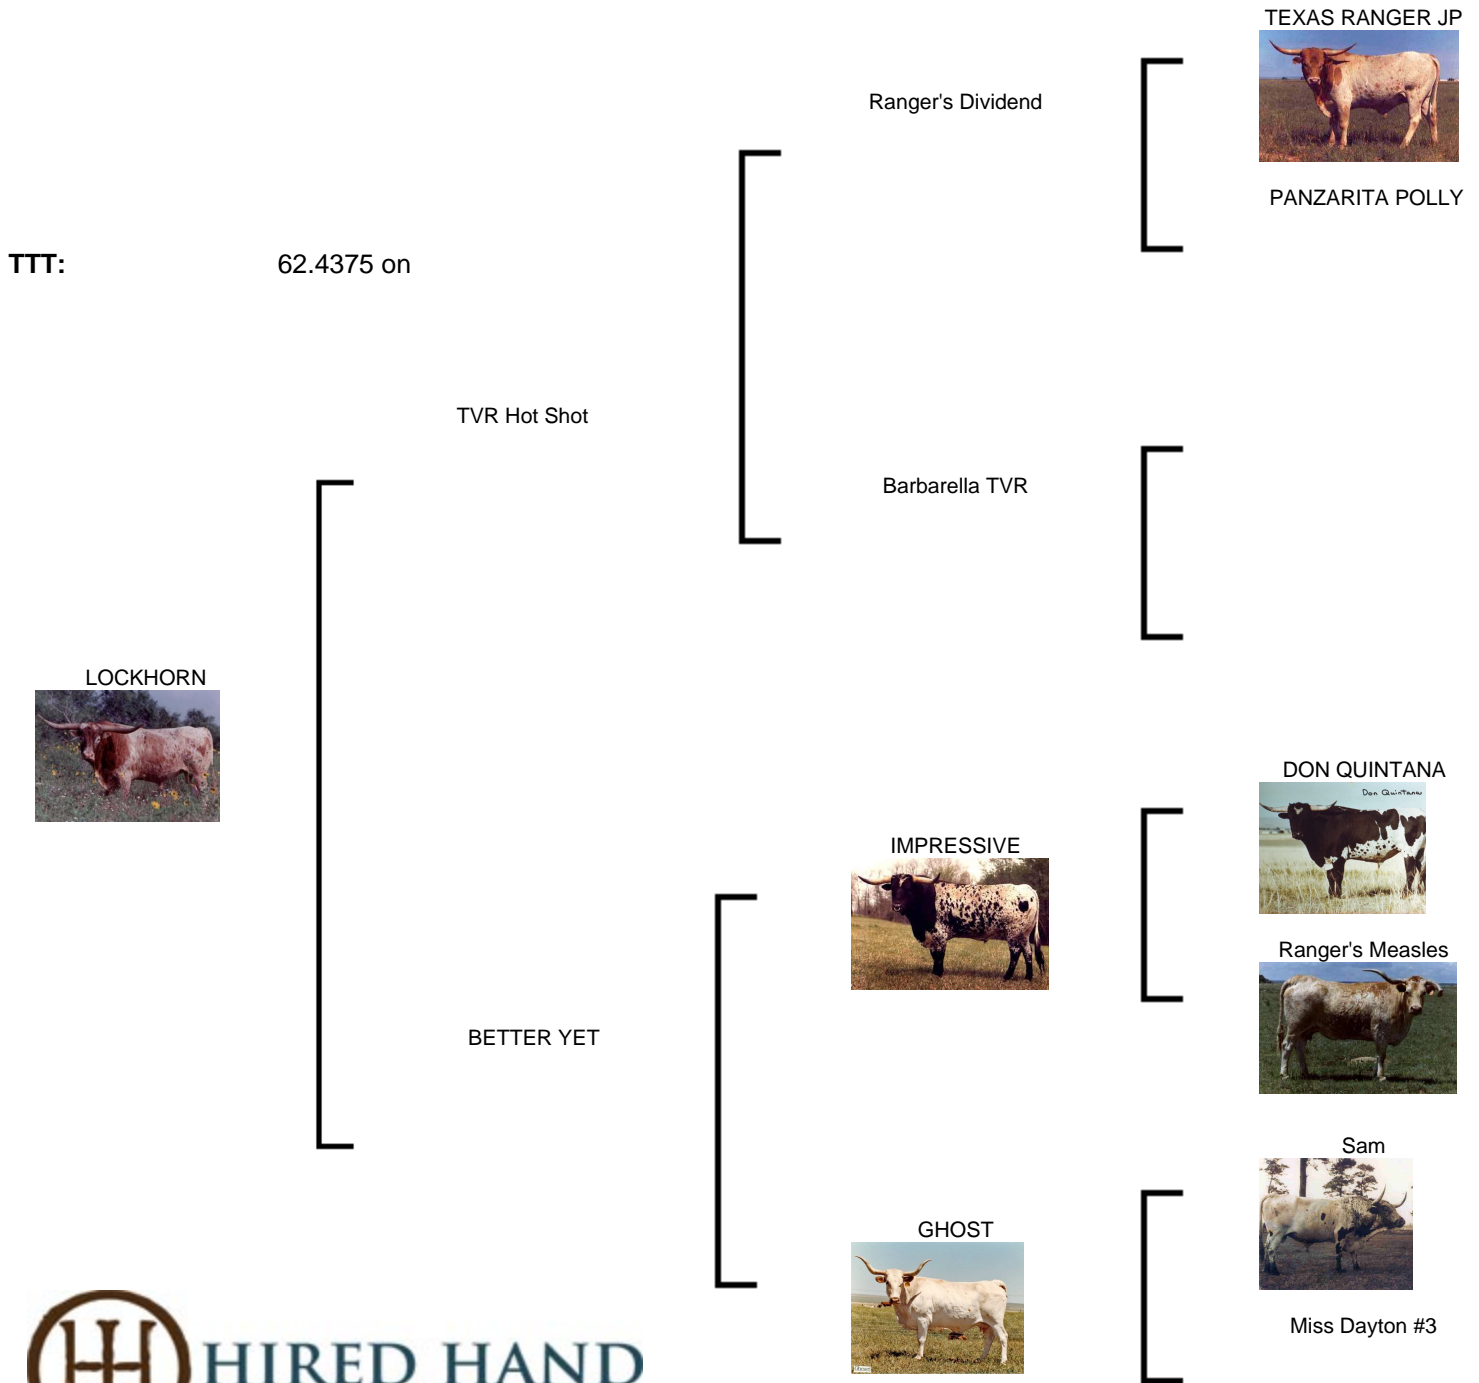 TEXAS RANGER JP
Ranger's Dividend
PANZARITA POLLY
TTT: 62.4375 on
TVR Hot Shot
Barbarella TVR
LOCKHORN
DON QUINTANA
Don Quintana
IMPRESSIVE
Ranger's Measles
BETTER YET
Sam
GHOST
Miss Dayton #3
HIRED HAND